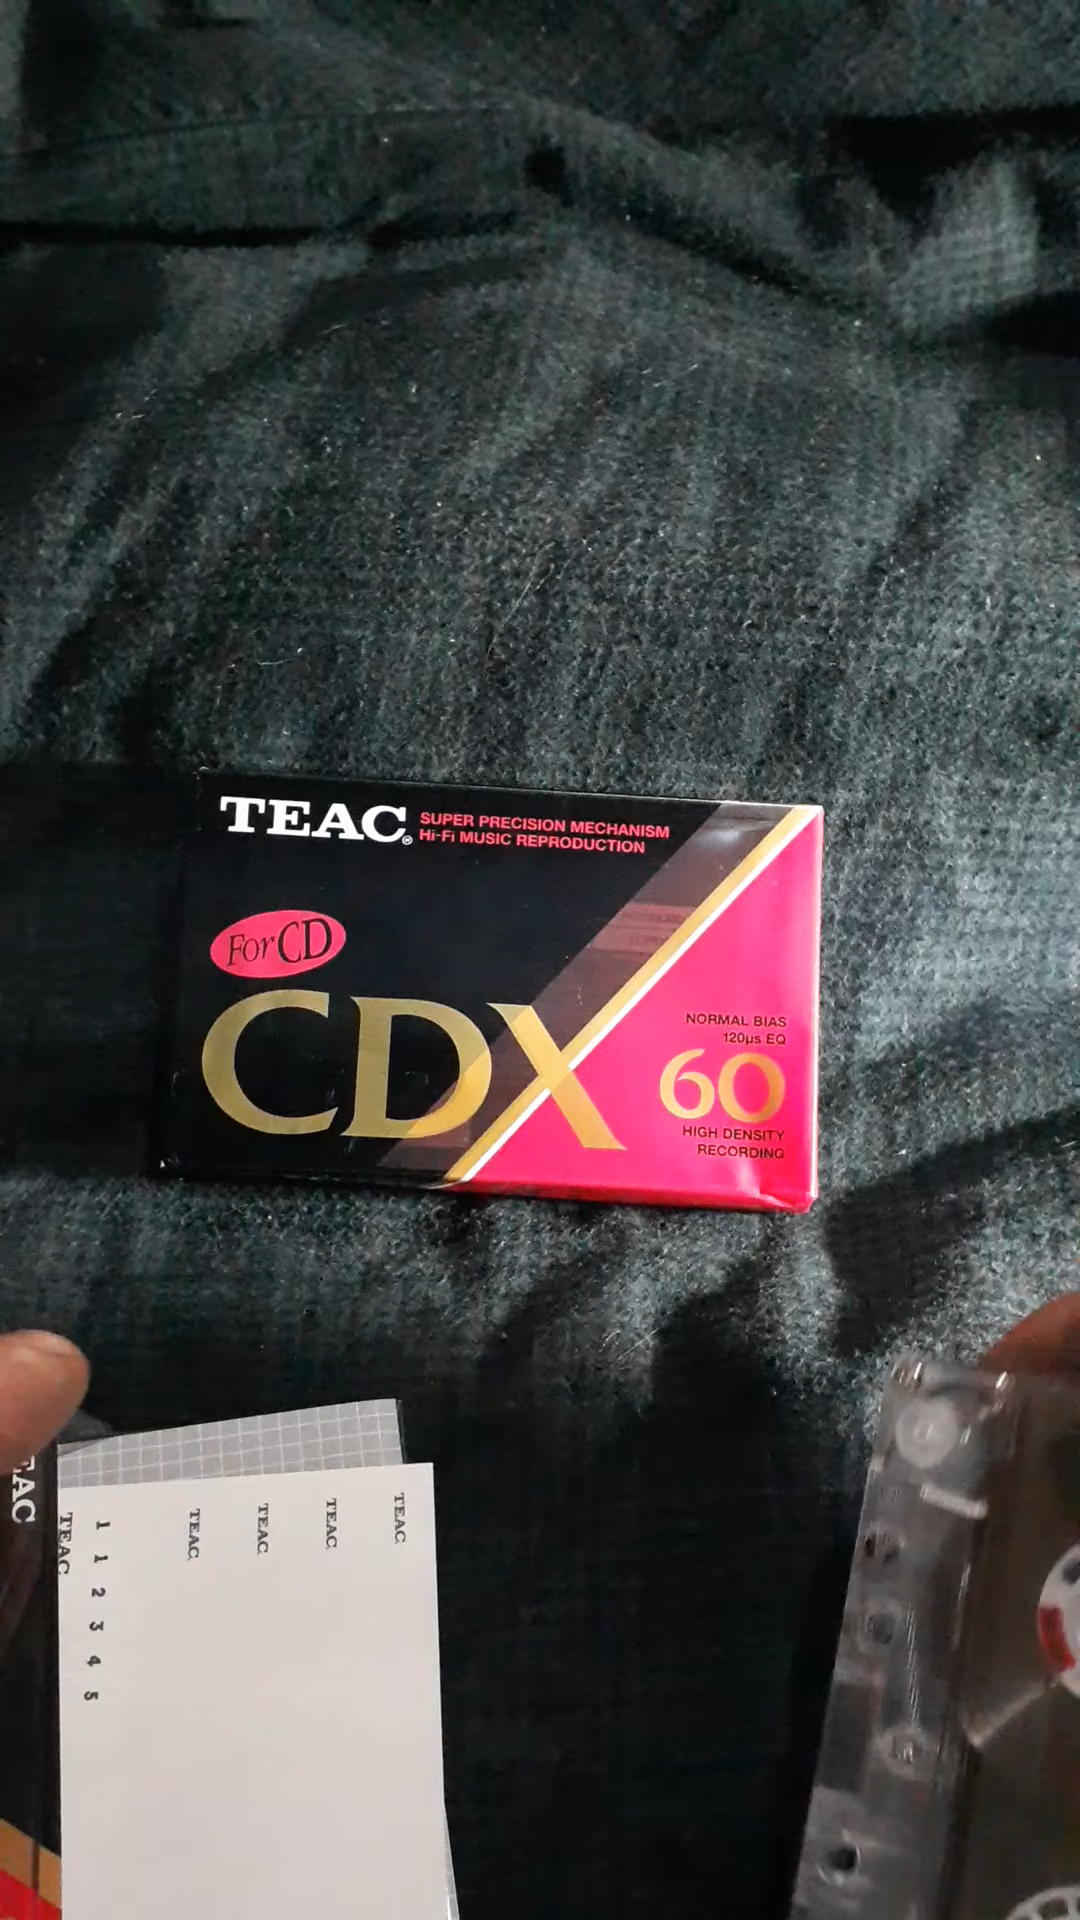 TEAC®
SUPER PRECISION MECHANISM
Hi-Fi MUSIC REPRODUCTION
For CD
CDX
NORMAL BIAS
120µs EQ
60
HIGH DENSITY
RECORDING
TEAC
TEAC
TEAC
TEAC
TEAC
1 1 2 3 4 5